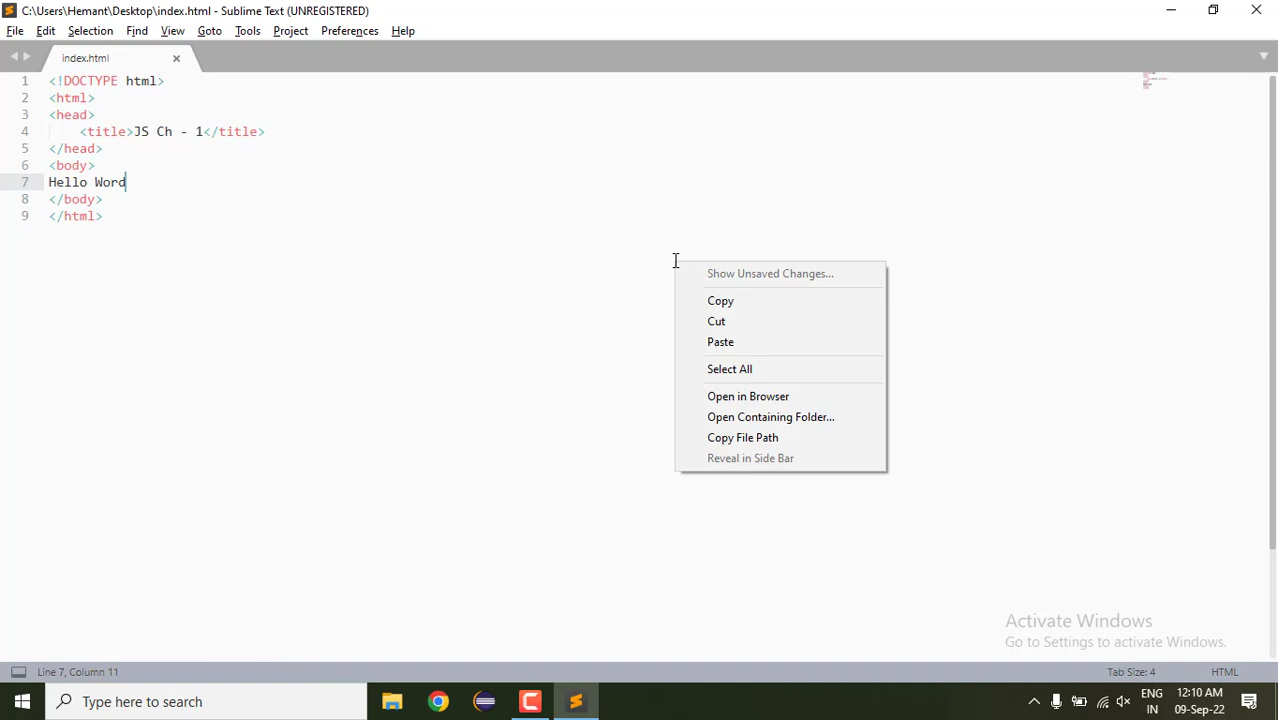 C:\Users\Hemant\Desktop\index.html - Sublime Text (UNREGISTERED)
File Edit Selection Find View Goto Tools Project Preferences Help
index.html
1 <!DOCTYPE html>
2 <html>
3 <head>
4 <title>JS Ch - 1</title>
5 </head>
6 <body>
7 Hello Word
8 </body>
9 </html>
Show Unsaved Changes...
Copy
Cut
Paste
Select All
Open in Browser
Open Containing Folder...
Copy File Path
Reveal in Side Bar
Activate Windows
Go to Settings to activate Windows.
Line 7, Column 11 Tab Size: 4 HTML
Type here to search
ENG
IN
12:10 AM
09-Sep-22